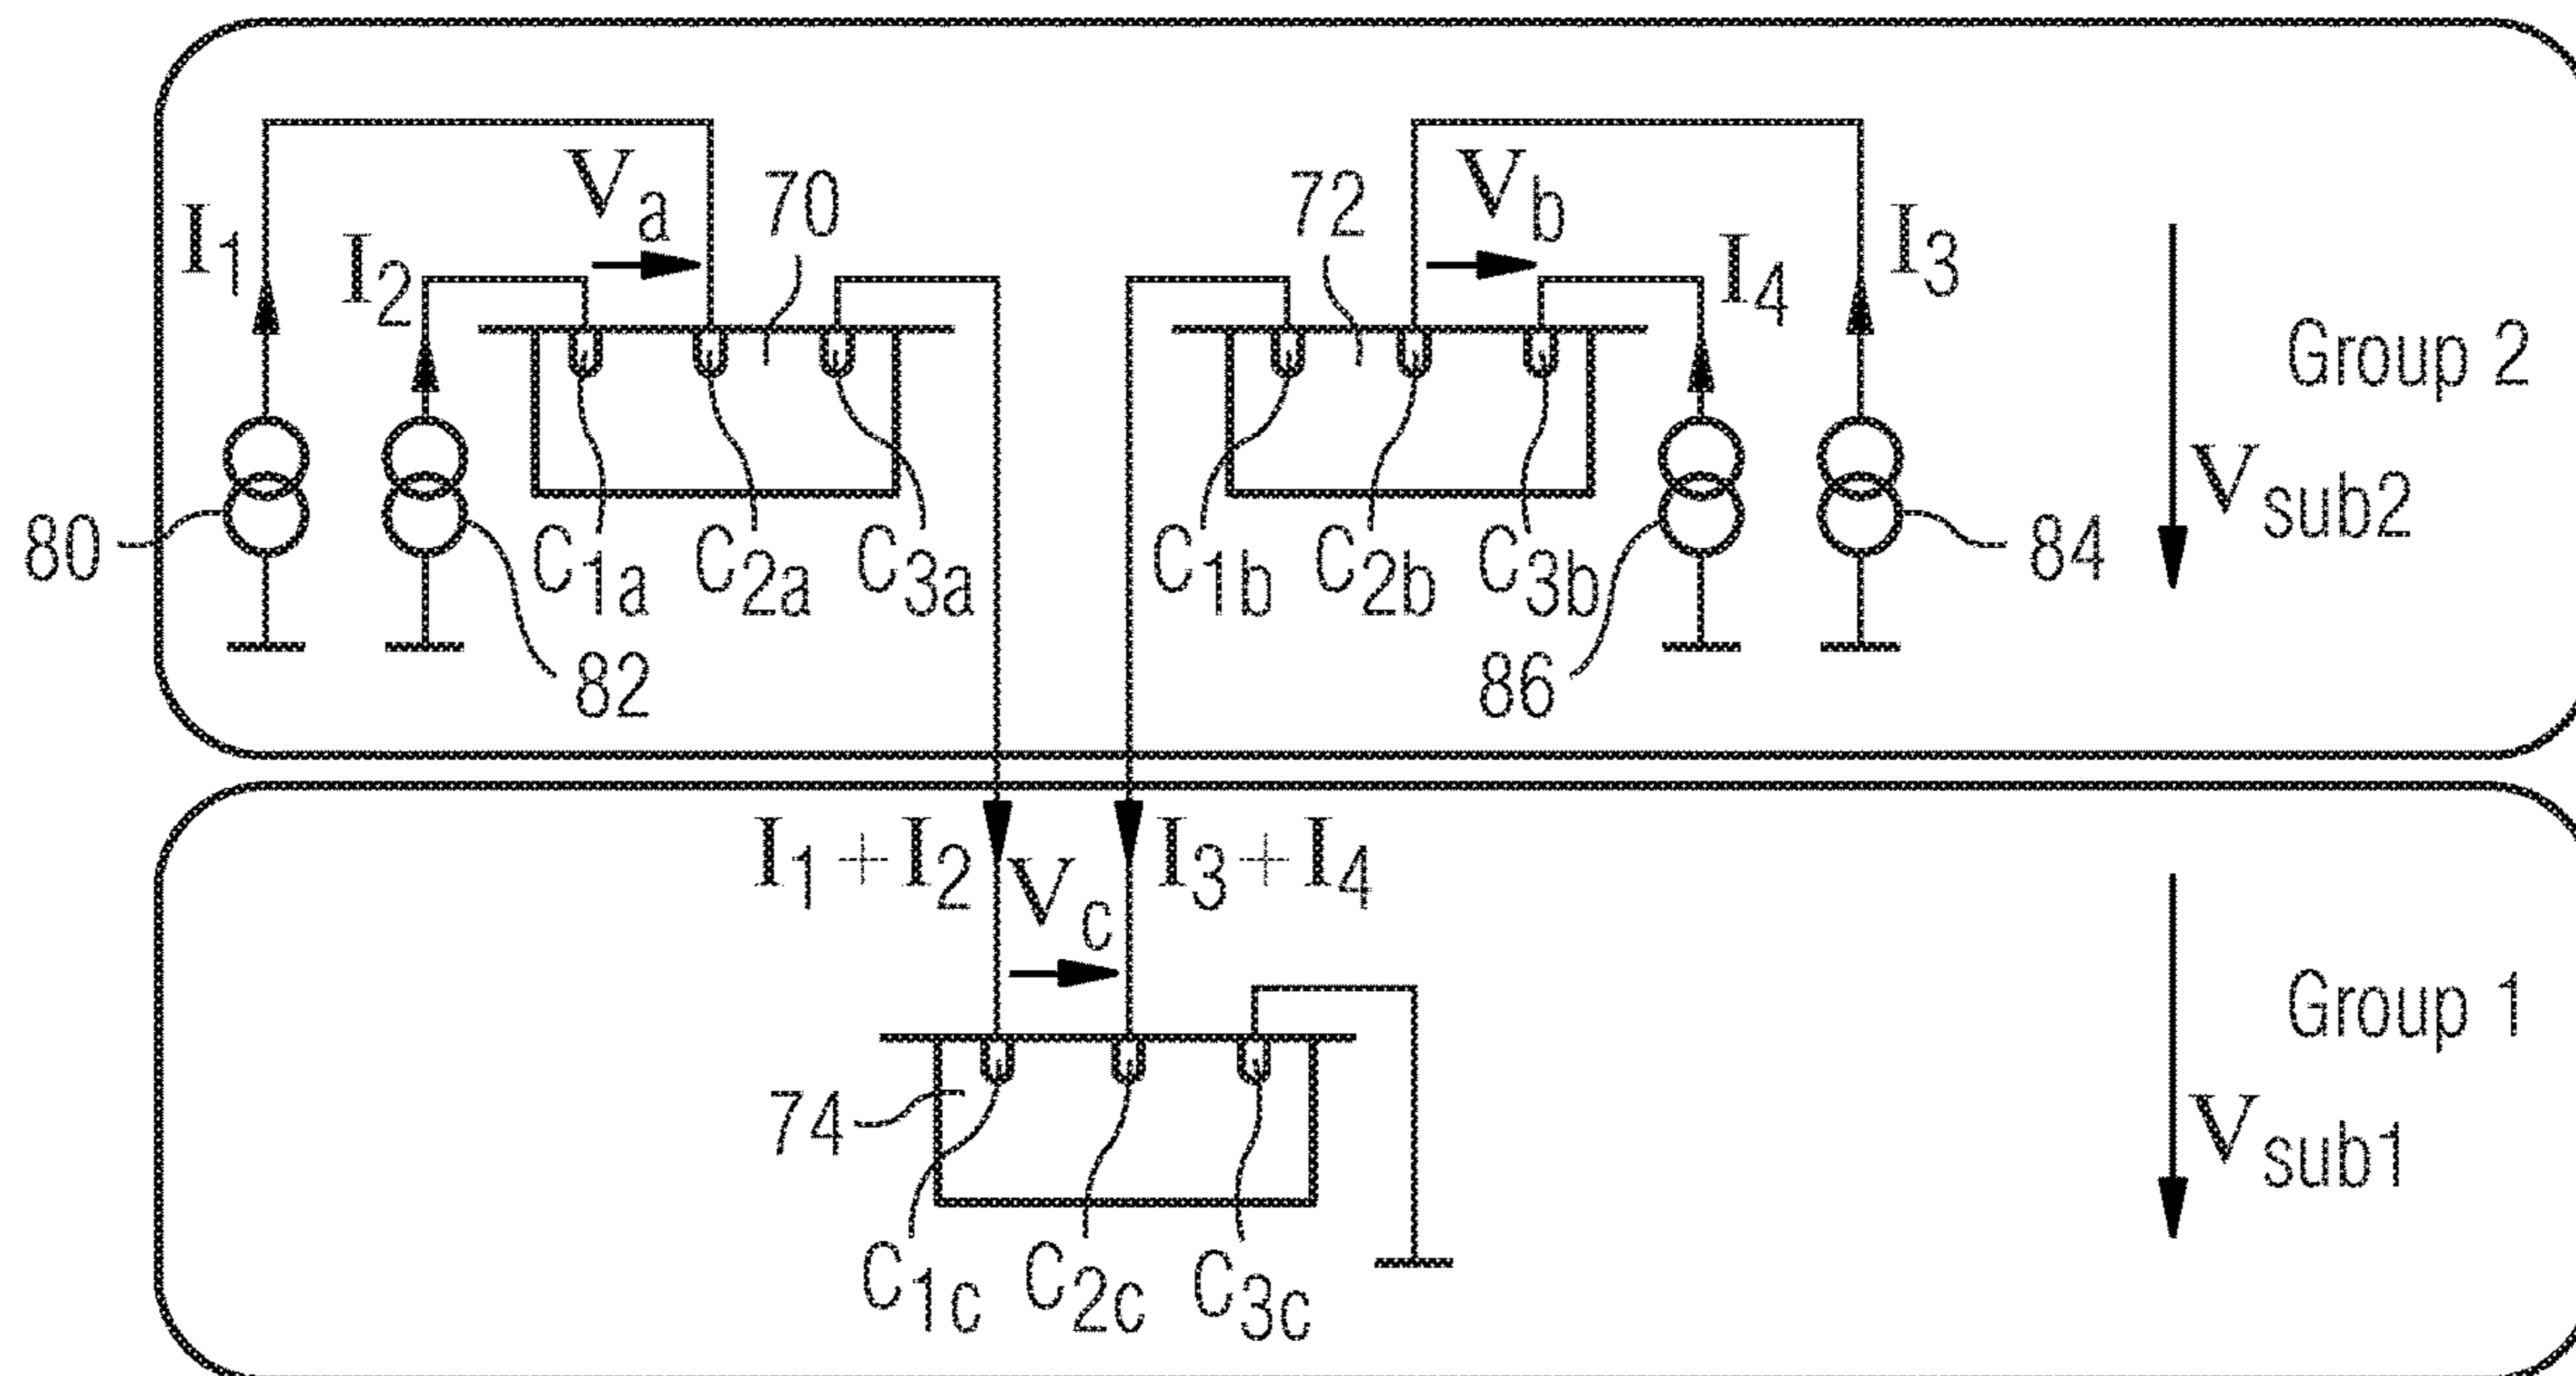 Va 70 72 Vb
I1 I2 I4 I3
Group 2
Vsub2
80 C1a C2a C3a C1b C2b C3b 84
82 86
I1+I2 Vc I3+I4
Group 1
74 Vsub1
C1c C2c C3c